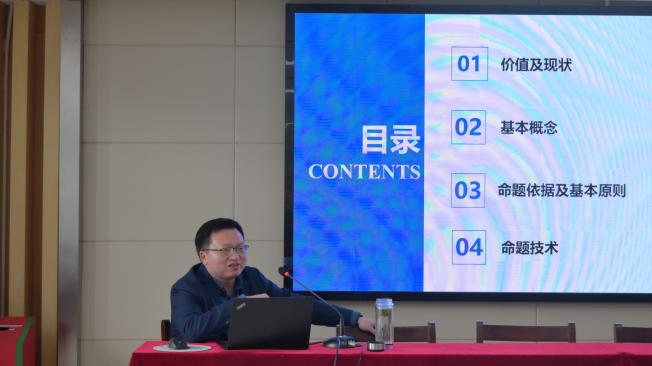 目录
CONTENTS
01 价值及现状
02 基本概念
03 命题依据及基本原则
04 命题技术